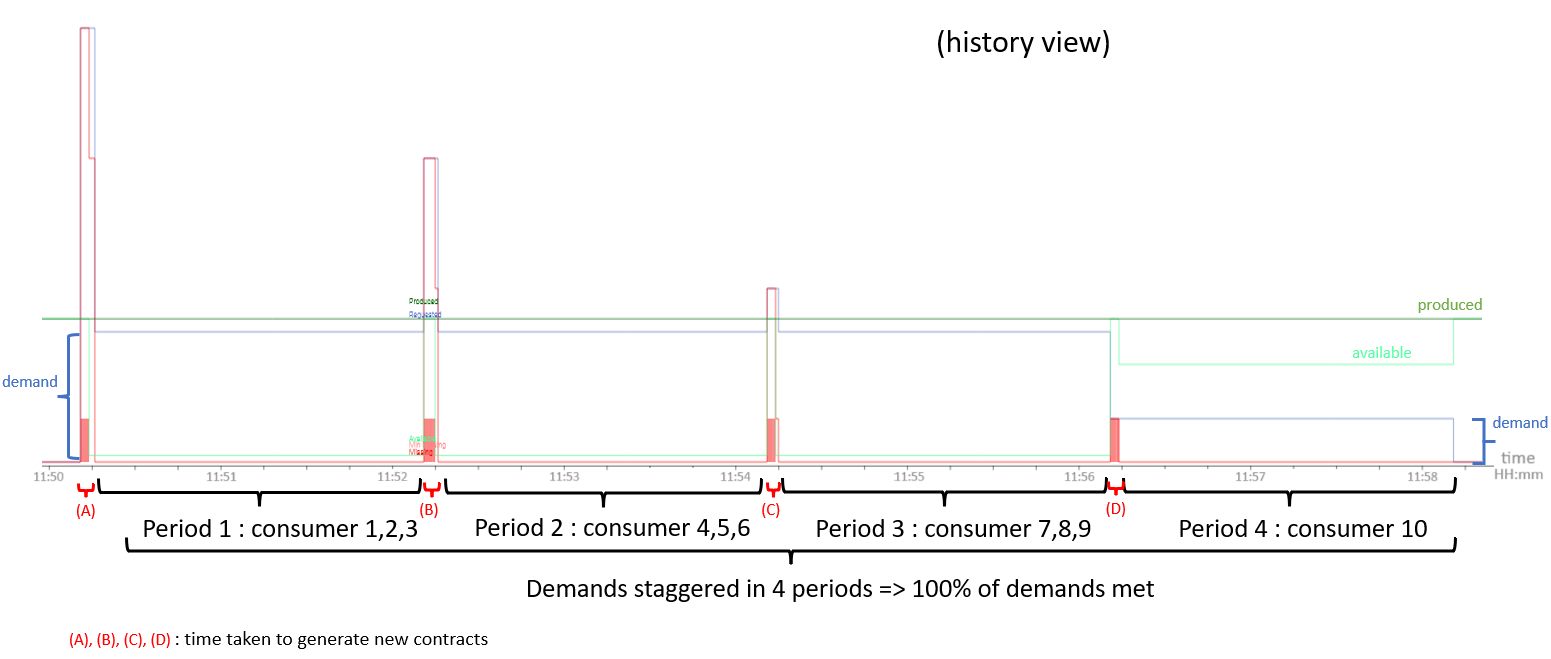 (history view)
Produced
Requested
produced
available
demand
demand
Missing
time
HH:mm
11:50
11:51
11:52
11:53
11:54
11:55
11:56
11:57
11:58
(A)
(B)
(C)
(D)
Period 1 : consumer 1,2,3
Period 2 : consumer 4,5,6
Period 3 : consumer 7,8,9
Period 4 : consumer 10
Demands staggered in 4 periods => 100% of demands met
(A), (B), (C), (D) : time taken to generate new contracts